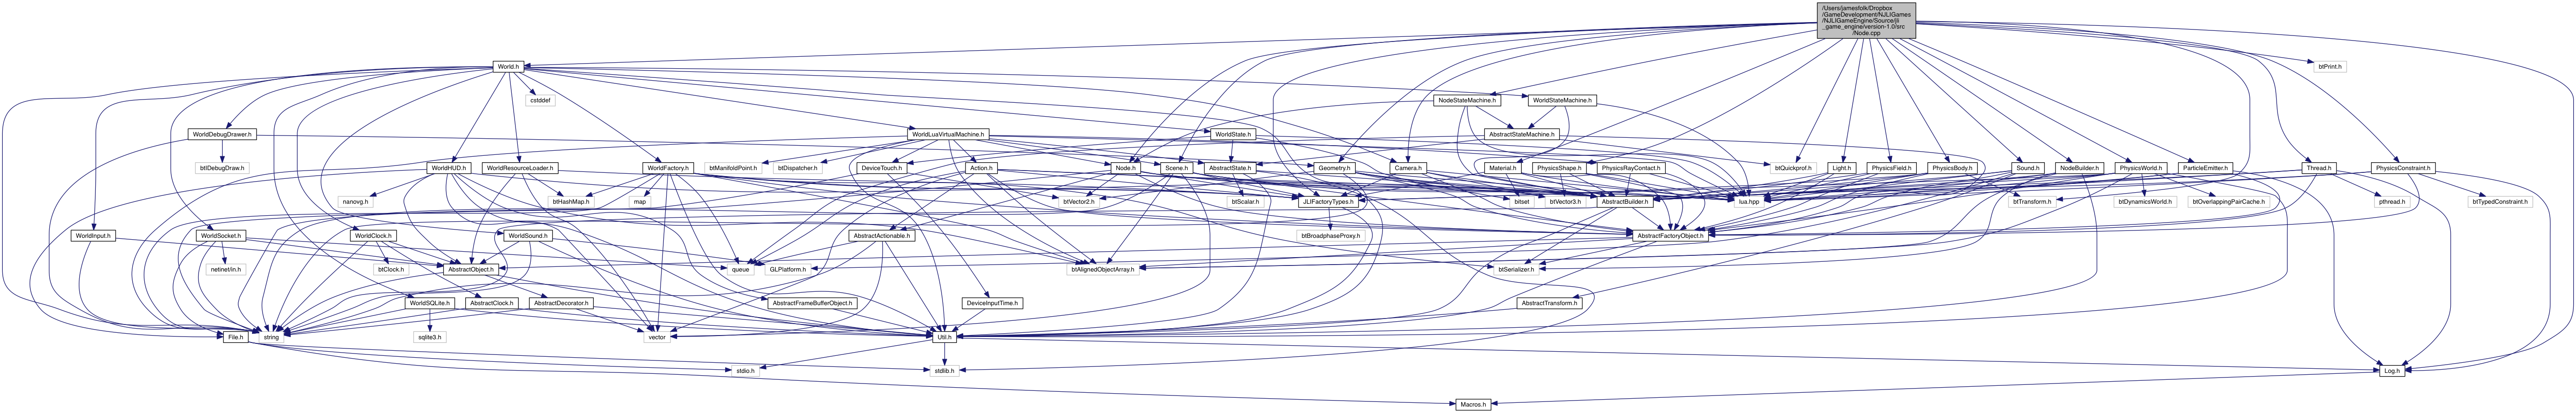 /Users/jamesfolk/Dropbox
/GameDevelopment/NJLIGames
/NJLIGameEngine/Source/jli
_game_engine/version-1.0/src
/Node.cpp
World.h
btPrint.h
cstddef
NodeStateMachine.h
WorldStateMachine.h
WorldDebugDrawer.h
WorldLuaVirtualMachine.h
WorldState.h
AbstractStateMachine.h
btIDebugDraw.h
WorldHUD.h
WorldResourceLoader.h
WorldFactory.h
btManifoldPoint.h
btDispatcher.h
DeviceTouch.h
Action.h
Node.h
Scene.h
AbstractState.h
Geometry.h
Camera.h
Material.h
PhysicsShape.h
PhysicsRayContact.h
btQuickprof.h
Light.h
PhysicsField.h
PhysicsBody.h
Sound.h
NodeBuilder.h
PhysicsWorld.h
ParticleEmitter.h
Thread.h
PhysicsConstraint.h
nanovg.h
btHashMap.h
map
btVector2.h
btScalar.h
JLIFactoryTypes.h
bitset
btVector3.h
AbstractBuilder.h
lua.hpp
btTransform.h
btDynamicsWorld.h
btOverlappingPairCache.h
pthread.h
btTypedConstraint.h
WorldInput.h
WorldSocket.h
WorldClock.h
WorldSound.h
AbstractActionable.h
btBroadphaseProxy.h
AbstractFactoryObject.h
netinet/in.h
btClock.h
AbstractObject.h
queue
GLPlatform.h
btAlignedObjectArray.h
btSerializer.h
WorldSQLite.h
AbstractClock.h
AbstractDecorator.h
AbstractFrameBufferObject.h
DeviceInputTime.h
AbstractTransform.h
File.h
string
sqlite3.h
vector
Util.h
stdio.h
stdlib.h
Log.h
Macros.h